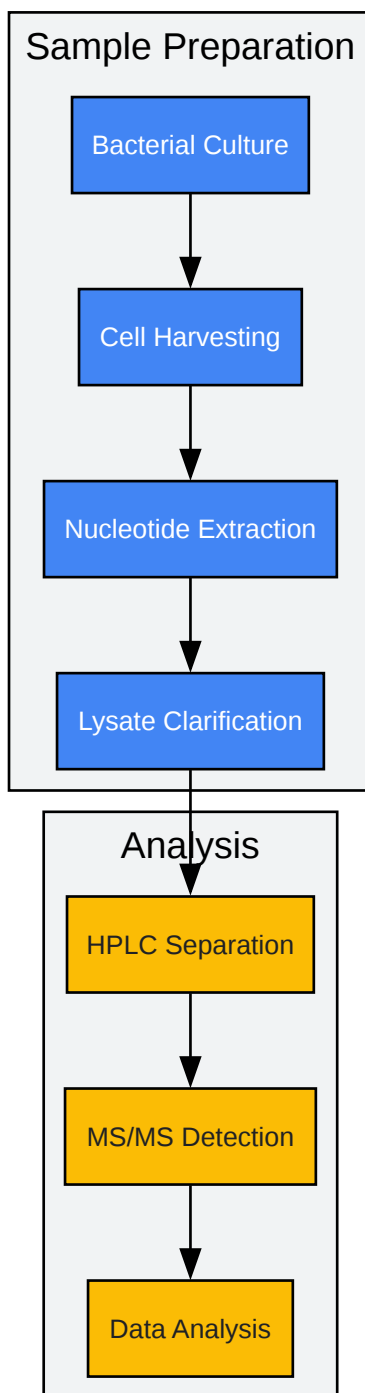 Sample Preparation
Bacterial Culture
Cell Harvesting
Nucleotide Extraction
Lysate Clarification
Analysis
HPLC Separation
MS/MS Detection
Data Analysis